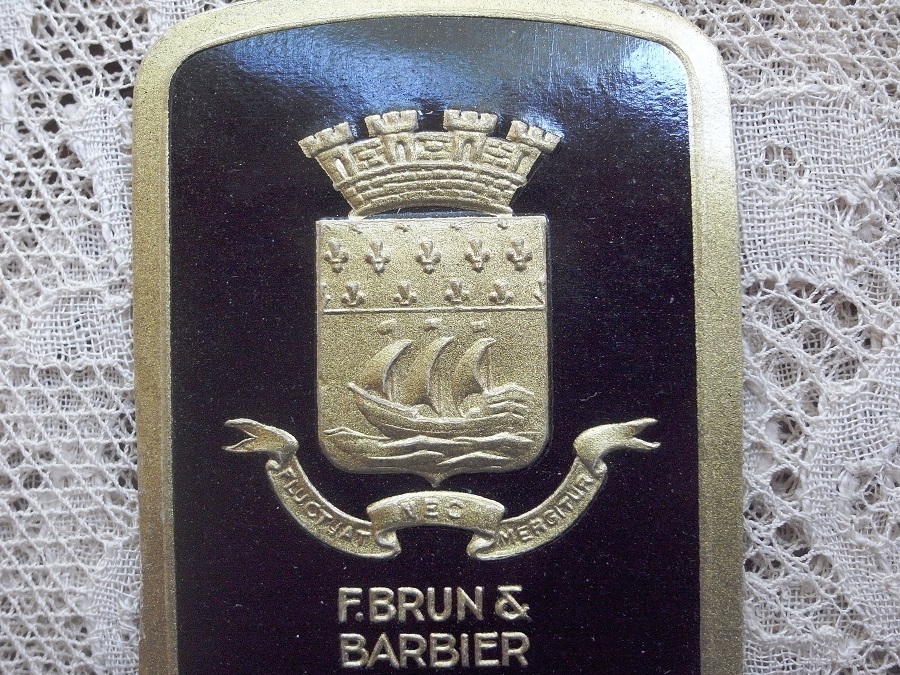 FLUCTUAT NEC MERGITUR
F. BRUN &
BARBIER